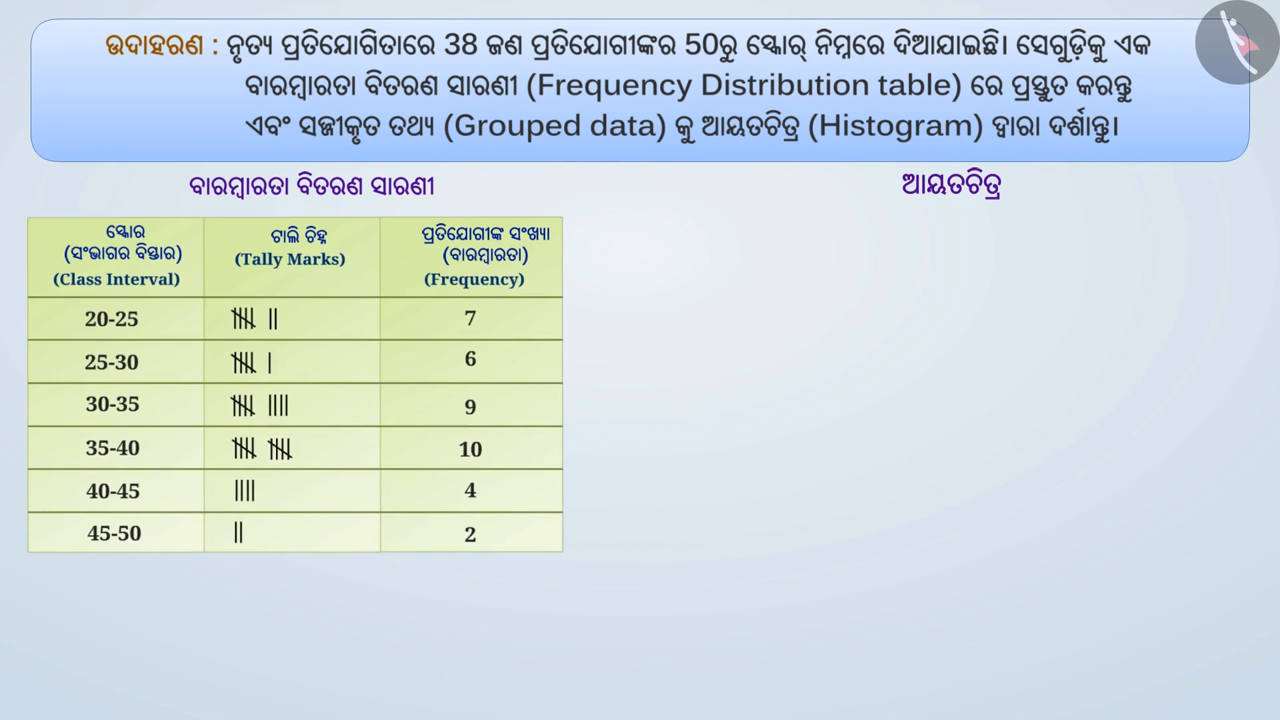 ଉଦାହରଣ : ନୃତ୍ୟ ପ୍ରତିଯୋଗିତାରେ 38 ଜଣ ପ୍ରତିଯୋଗୀଙ୍କର 50ରୁ ସ୍କୋର୍ ନିମ୍ନରେ ଦିଆଯାଇଛି। ସେଗୁଡ଼ିକୁ ଏକ
ବାରମ୍ବାରତା ବିତରଣ ସାରଣୀ (Frequency Distribution table) ରେ ପ୍ରସ୍ତୁତ କରନ୍ତୁ
ଏବଂ ସଜ୍ଜୀକୃତ ତଥ୍ୟ (Grouped data) କୁ ଆୟତଚିତ୍ର (Histogram) ଦ୍ୱାରା ଦର୍ଶାନ୍ତୁ।
ବାରମ୍ବାରତା ବିତରଣ ସାରଣୀ
ଆୟତଚିତ୍ର
ସ୍କୋର ଟାଲି ଚିହ୍ନ ପ୍ରତିଯୋଗୀଙ୍କ ସଂଖ୍ୟା
(ସଂଭାଗର ବିସ୍ତାର) (Tally Marks) (ବାରମ୍ବାରତା)
(Class Interval) (Frequency)
20-25 7
25-30 6
30-35 9
35-40 10
40-45 4
45-50 2